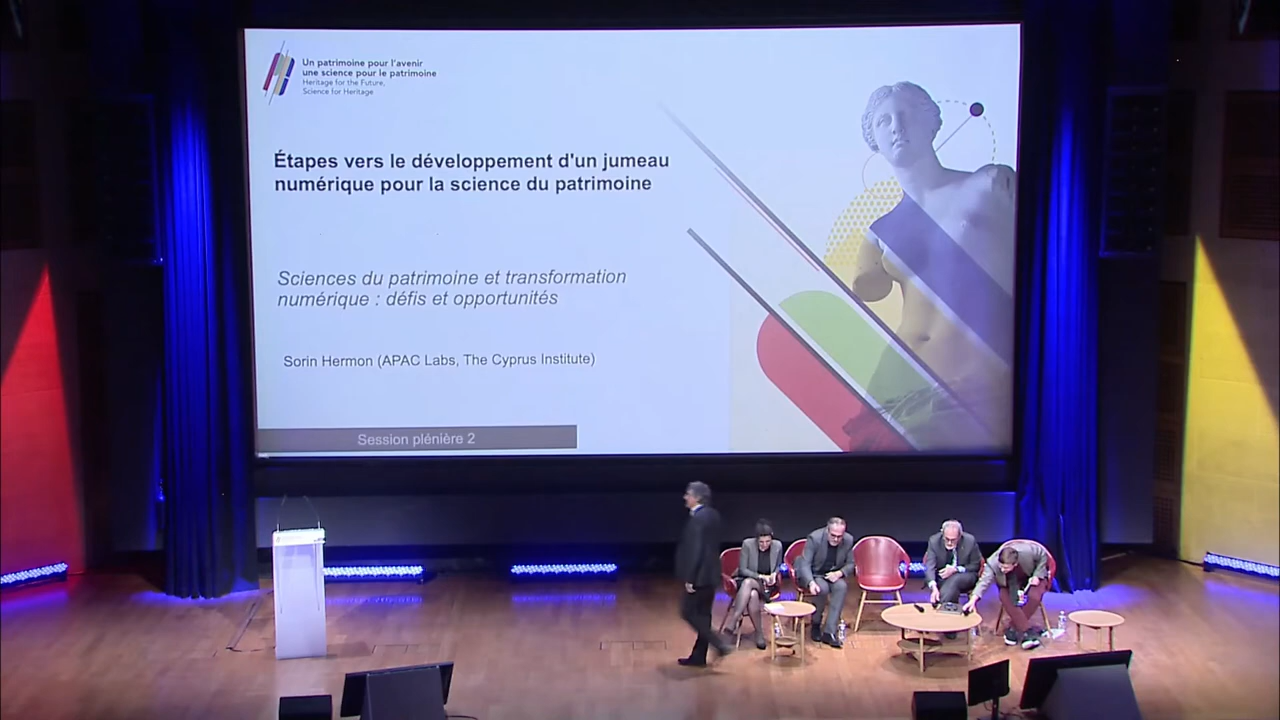 Un patrimoine pour l'avenir
une science pour le patrimoine
Heritage for the Future,
Science for Heritage
Étapes vers le développement d'un jumeau
numérique pour la science du patrimoine
Sciences du patrimoine et transformation
numérique : défis et opportunités
Sorin Hermon (APAC Labs, The Cyprus Institute)
Session plénière 2